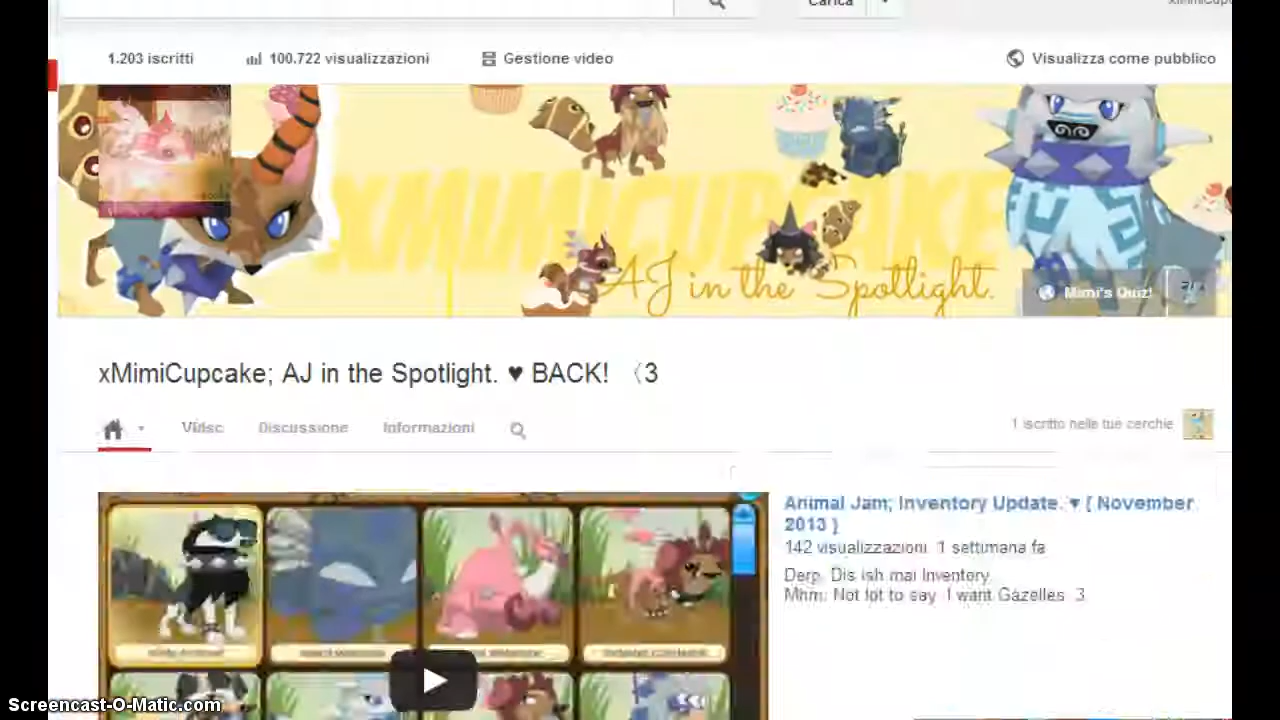 Carica
1.203 iscritti
100.722 visualizzazioni
Gestione video
Visualizza come pubblico
XMIMICUPCAKE
AJ in the Spotlight.
Mimi's Quiz!
xMimiCupcake; AJ in the Spotlight. ♥ BACK! 〈3
Video
Discussione
Informazioni
1 iscritto nelle tue cerchie
Animal Jam; Inventory Update. ♥ { November
2013 }
142 visualizzazioni 1 settimana fa
Derp. Dis ish mai Inventory.
Mhm. Not lot to say. I want Gazelles. 3
Screencast-O-Matic.com